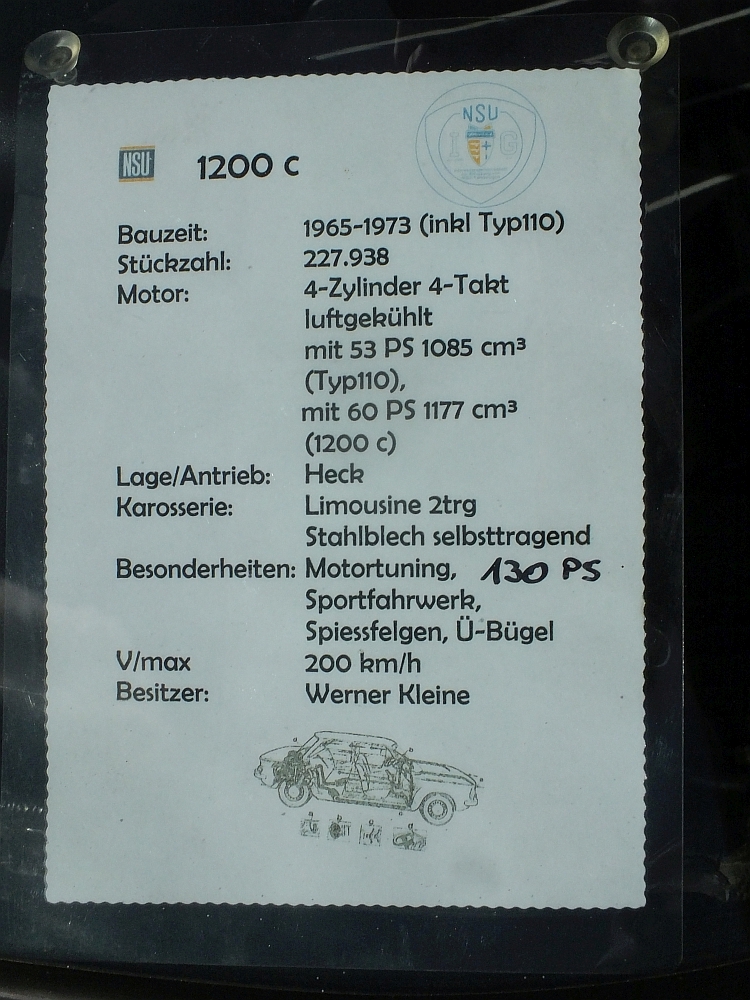 NSU
I G
NSU 1200 c
Bauzeit: 1965-1973 (inkl Typ110)
Stückzahl: 227.938
Motor: 4-Zylinder 4-Takt
luftgekühlt
mit 53 PS 1085 cm³
(Typ110),
mit 60 PS 1177 cm³
(1200 c)
Lage/Antrieb: Heck
Karosserie: Limousine 2trg
Stahlblech selbsttragend
Besonderheiten: Motortuning, 130 PS
Sportfahrwerk,
Spiessfelgen, Ü-Bügel
V/max 200 km/h
Besitzer: Werner Kleine